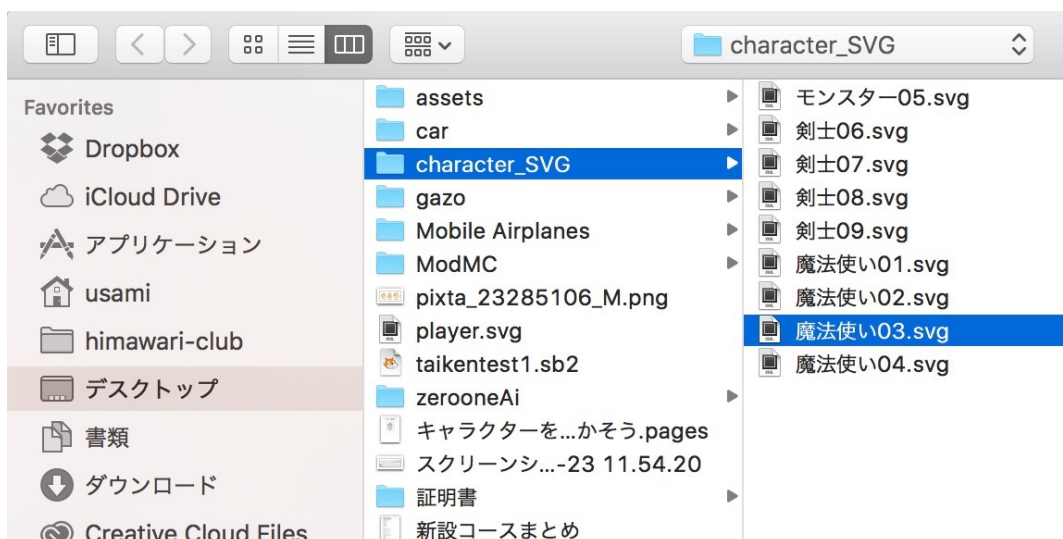 character_SVG
Favorites
Dropbox
iCloud Drive
アプリケーション
usami
himawari-club
デスクトップ
書類
ダウンロード
Creative Cloud Files
assets
car
character_SVG
gazo
Mobile Airplanes
ModMC
pixta_23285106_M.png
player.svg
taikentest1.sb2
zerooneAi
キャラクターを...かそう.pages
スクリーンシ...-23 11.54.20
証明書
新設コースまとめ
モンスター05.svg
剣士06.svg
剣士07.svg
剣士08.svg
剣士09.svg
魔法使い01.svg
魔法使い02.svg
魔法使い03.svg
魔法使い04.svg